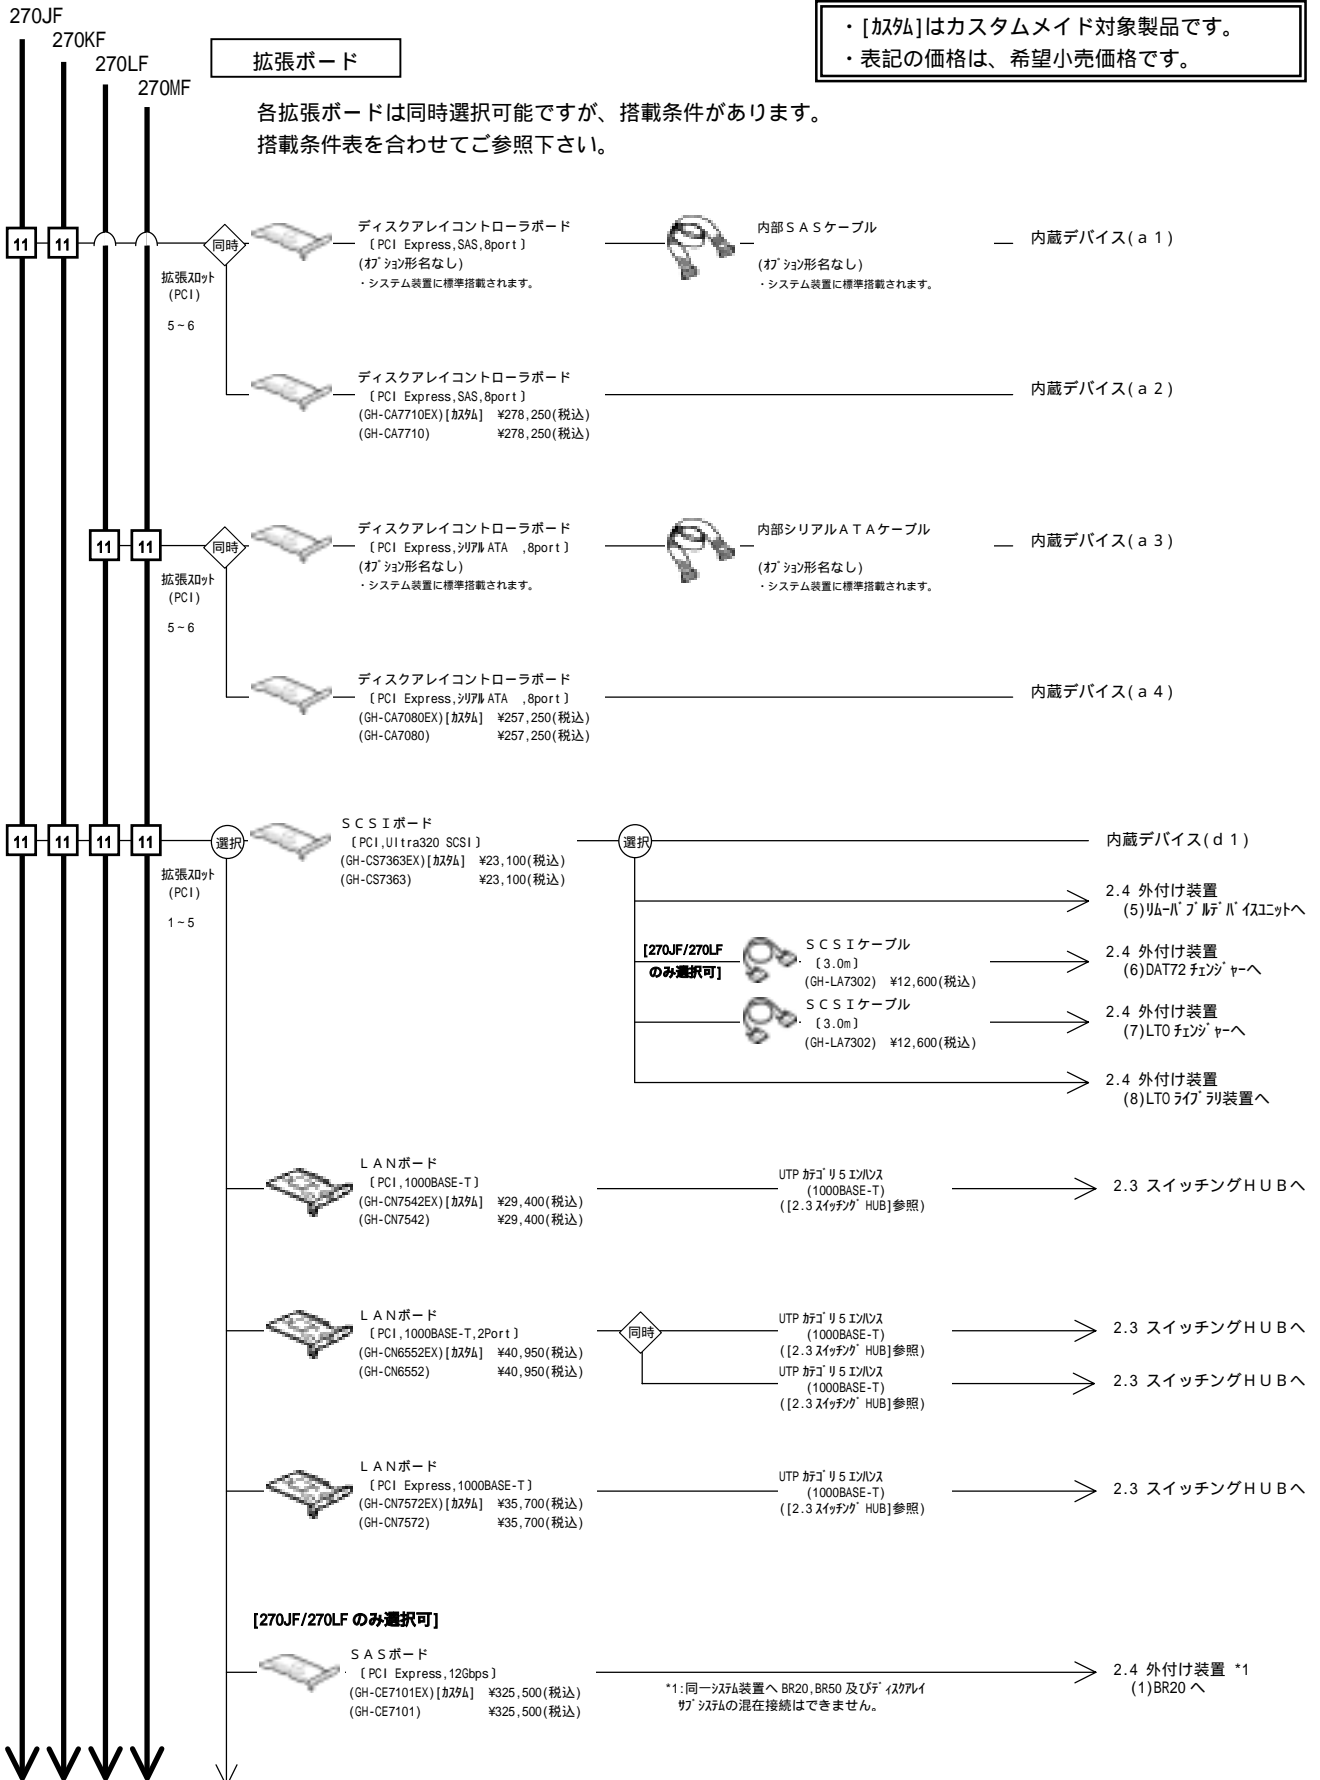 270JF
270KF
270LF
270MF
拡張ボード
・[ｶｽﾀﾑ]はカスタムメイド対象製品です。
・表記の価格は、希望小売価格です。
各拡張ボードは同時選択可能ですが、搭載条件があります。
搭載条件表を合わせてご参照下さい。
11 11
同時
拡張ｽﾛｯﾄ
(PCI)
5～6
ディスクアレイコントローラボード
〔PCI Express,SAS,8port〕
(ｵﾌﾟｼｮﾝ形名なし)
・システム装置に標準搭載されます。
内部ＳＡＳケーブル
(ｵﾌﾟｼｮﾝ形名なし)
・システム装置に標準搭載されます。
内蔵デバイス(ａ１)
ディスクアレイコントローラボード
〔PCI Express,SAS,8port〕
(GH-CA7710EX)[ｶｽﾀﾑ] ¥278,250(税込)
(GH-CA7710) ¥278,250(税込)
内蔵デバイス(ａ２)
11 11
同時
拡張ｽﾛｯﾄ
(PCI)
5～6
ディスクアレイコントローラボード
〔PCI Express,ｼﾘｱﾙ ATA ,8port〕
(ｵﾌﾟｼｮﾝ形名なし)
・システム装置に標準搭載されます。
内部シリアルＡＴＡケーブル
(ｵﾌﾟｼｮﾝ形名なし)
・システム装置に標準搭載されます。
内蔵デバイス(ａ３)
ディスクアレイコントローラボード
〔PCI Express,ｼﾘｱﾙ ATA ,8port〕
(GH-CA7080EX)[ｶｽﾀﾑ] ¥257,250(税込)
(GH-CA7080) ¥257,250(税込)
内蔵デバイス(ａ４)
11 11 11 11
選択
拡張ｽﾛｯﾄ
(PCI)
1～5
ＳＣＳＩボード
〔PCI,Ultra320 SCSI〕
(GH-CS7363EX)[ｶｽﾀﾑ] ¥23,100(税込)
(GH-CS7363) ¥23,100(税込)
選択
内蔵デバイス(ｄ１)
2.4 外付け装置
(5)ﾘﾑｰﾊﾞﾌﾞﾙﾃﾞﾊﾞｲｽﾕﾆｯﾄへ
[270JF/270LF
のみ選択可]
ＳＣＳＩケーブル
〔3.0m〕
(GH-LA7302) ¥12,600(税込)
2.4 外付け装置
(6)DAT72 ﾁｪﾝｼﾞｬｰへ
ＳＣＳＩケーブル
〔3.0m〕
(GH-LA7302) ¥12,600(税込)
2.4 外付け装置
(7)LTO ﾁｪﾝｼﾞｬｰへ
2.4 外付け装置
(8)LTO ﾗｲﾌﾞﾗﾘ装置へ
ＬＡＮボード
〔PCI,1000BASE-T〕
(GH-CN7542EX)[ｶｽﾀﾑ] ¥29,400(税込)
(GH-CN7542) ¥29,400(税込)
UTP ｶﾃｺﾞﾘ 5 ｴﾝﾊﾝｽ
(1000BASE-T)
([2.3 ｽｲｯﾁﾝｸﾞ HUB]参照)
2.3 スイッチングＨＵＢへ
ＬＡＮボード
〔PCI,1000BASE-T,2Port〕
(GH-CN6552EX)[ｶｽﾀﾑ] ¥40,950(税込)
(GH-CN6552) ¥40,950(税込)
同時
UTP ｶﾃｺﾞﾘ 5 ｴﾝﾊﾝｽ
(1000BASE-T)
([2.3 ｽｲｯﾁﾝｸﾞ HUB]参照)
2.3 スイッチングＨＵＢへ
UTP ｶﾃｺﾞﾘ 5 ｴﾝﾊﾝｽ
(1000BASE-T)
([2.3 ｽｲｯﾁﾝｸﾞ HUB]参照)
2.3 スイッチングＨＵＢへ
ＬＡＮボード
〔PCI Express,1000BASE-T〕
(GH-CN7572EX)[ｶｽﾀﾑ] ¥35,700(税込)
(GH-CN7572) ¥35,700(税込)
UTP ｶﾃｺﾞﾘ 5 ｴﾝﾊﾝｽ
(1000BASE-T)
([2.3 ｽｲｯﾁﾝｸﾞ HUB]参照)
2.3 スイッチングＨＵＢへ
[270JF/270LF のみ選択可]
ＳＡＳボード
〔PCI Express,12Gbps〕
(GH-CE7101EX)[ｶｽﾀﾑ] ¥325,500(税込)
(GH-CE7101) ¥325,500(税込)
*1:同一ｼｽﾃﾑ装置へ BR20,BR50 及びﾃﾞｨｽｸｱﾚｲ
ｻﾌﾞｼｽﾃﾑの混在接続はできません。
2.4 外付け装置 *1
(1)BR20 へ